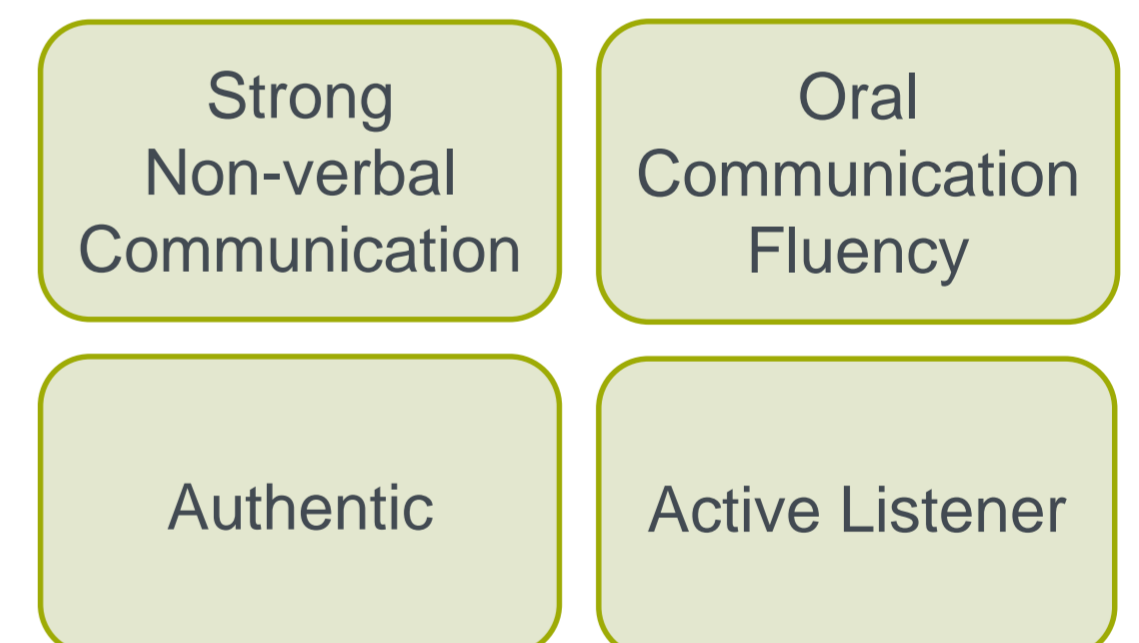 Strong
Non-verbal
Communication
Oral
Communication
Fluency
Authentic
Active Listener